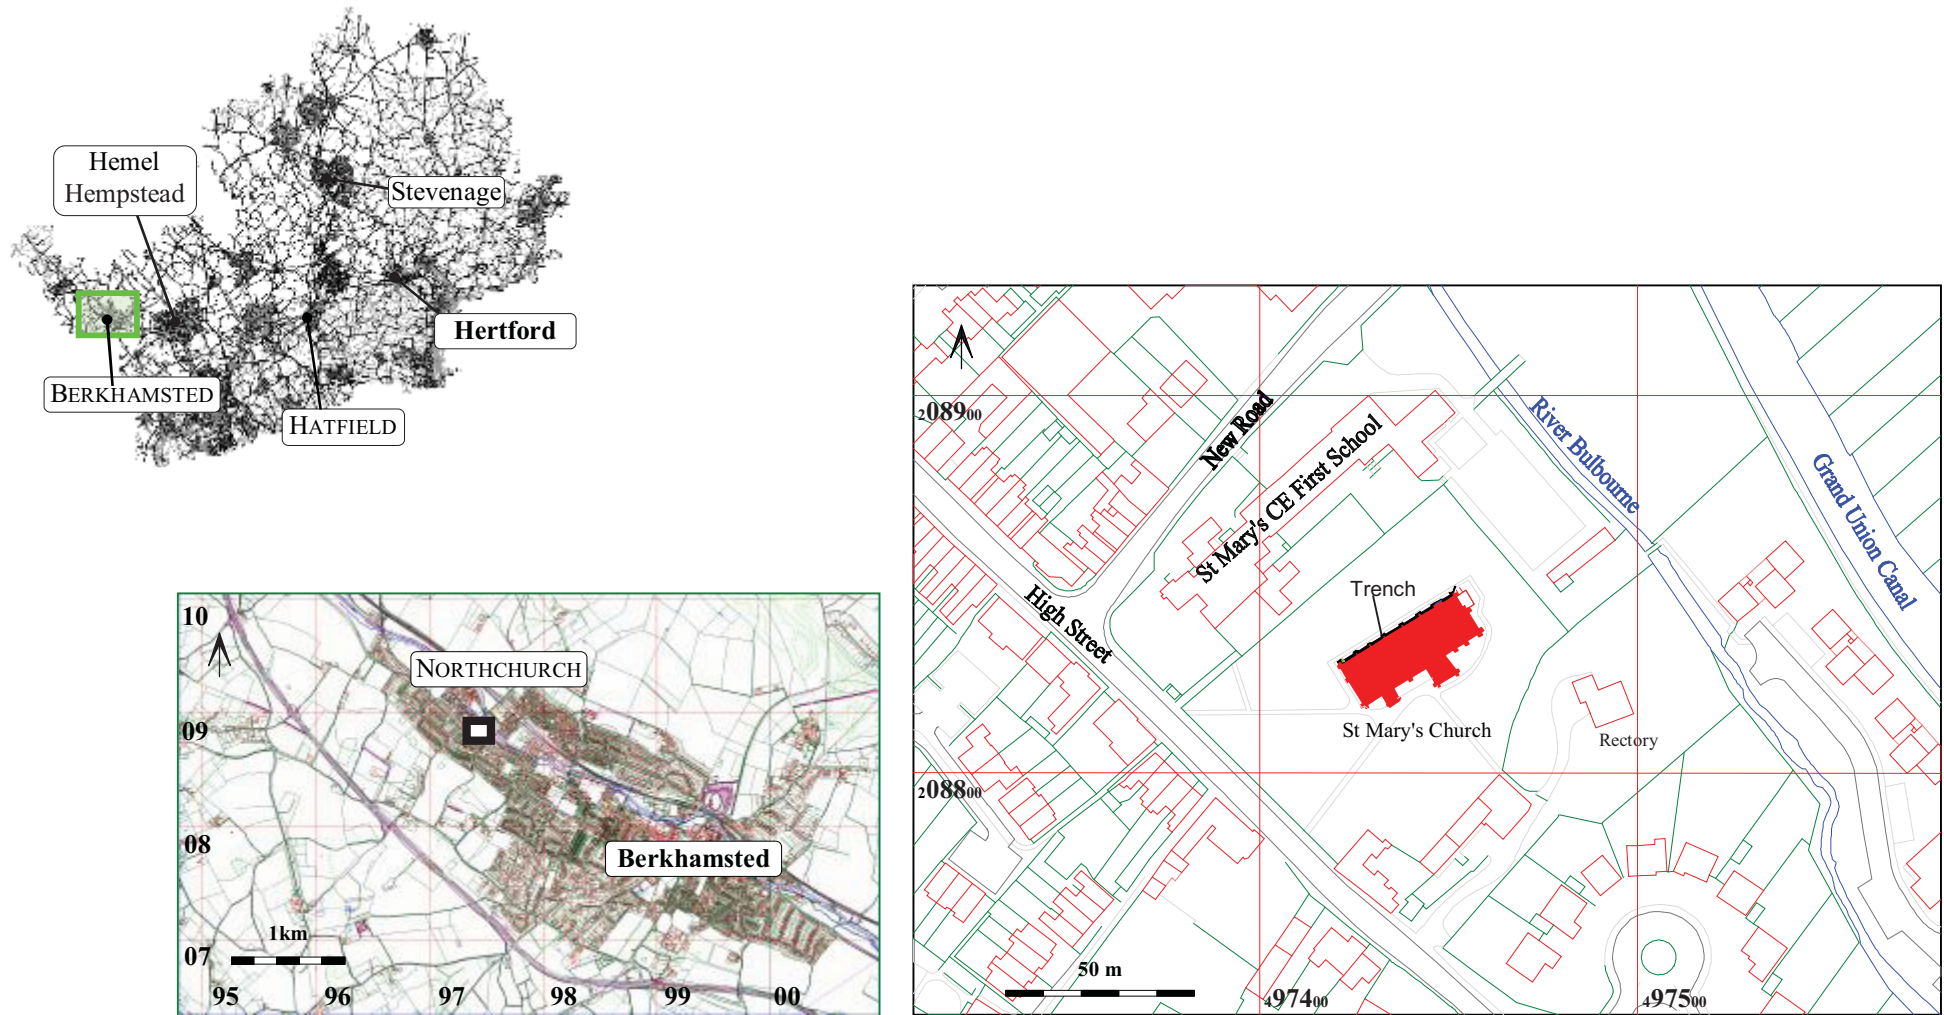 Hemel
Hempstead
Stevenage
Hertford
BERKHAMSTED
HATFIELD
10
09
08
07
NORTHCHURCH
Berkhamsted
1km
95
96
97
98
99
00
New Road
St Mary's CE First School
River Bulbourne
Grand Union Canal
High Street
Trench
St Mary's Church
Rectory
208900
208800
50 m
497400
497500